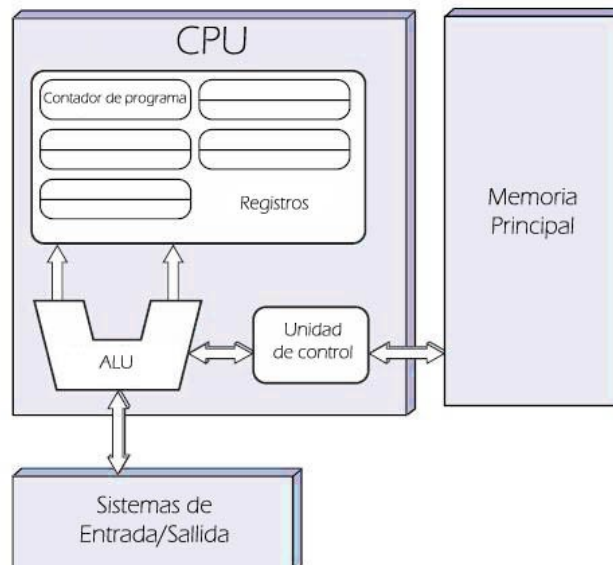 CPU
Contador de programa
Registros
ALU
Unidad
de control
Memoria
Principal
Sistemas de
Entrada/Sallida